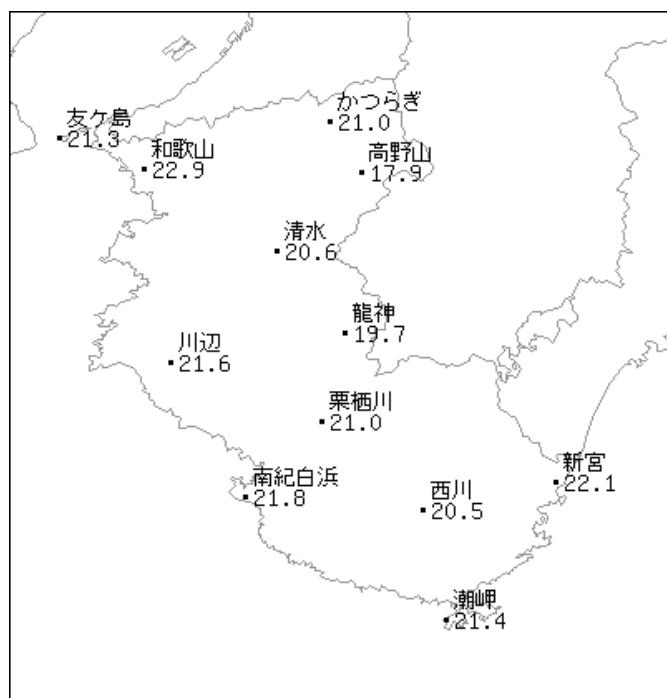 かつらぎ
21.0
友ケ島
21.3
和歌山
22.9
高野山
17.9
清水
20.6
龍神
19.7
川辺
21.6
栗栖川
21.0
新宮
22.1
南紀白浜
21.8
西川
20.5
潮岬
21.4